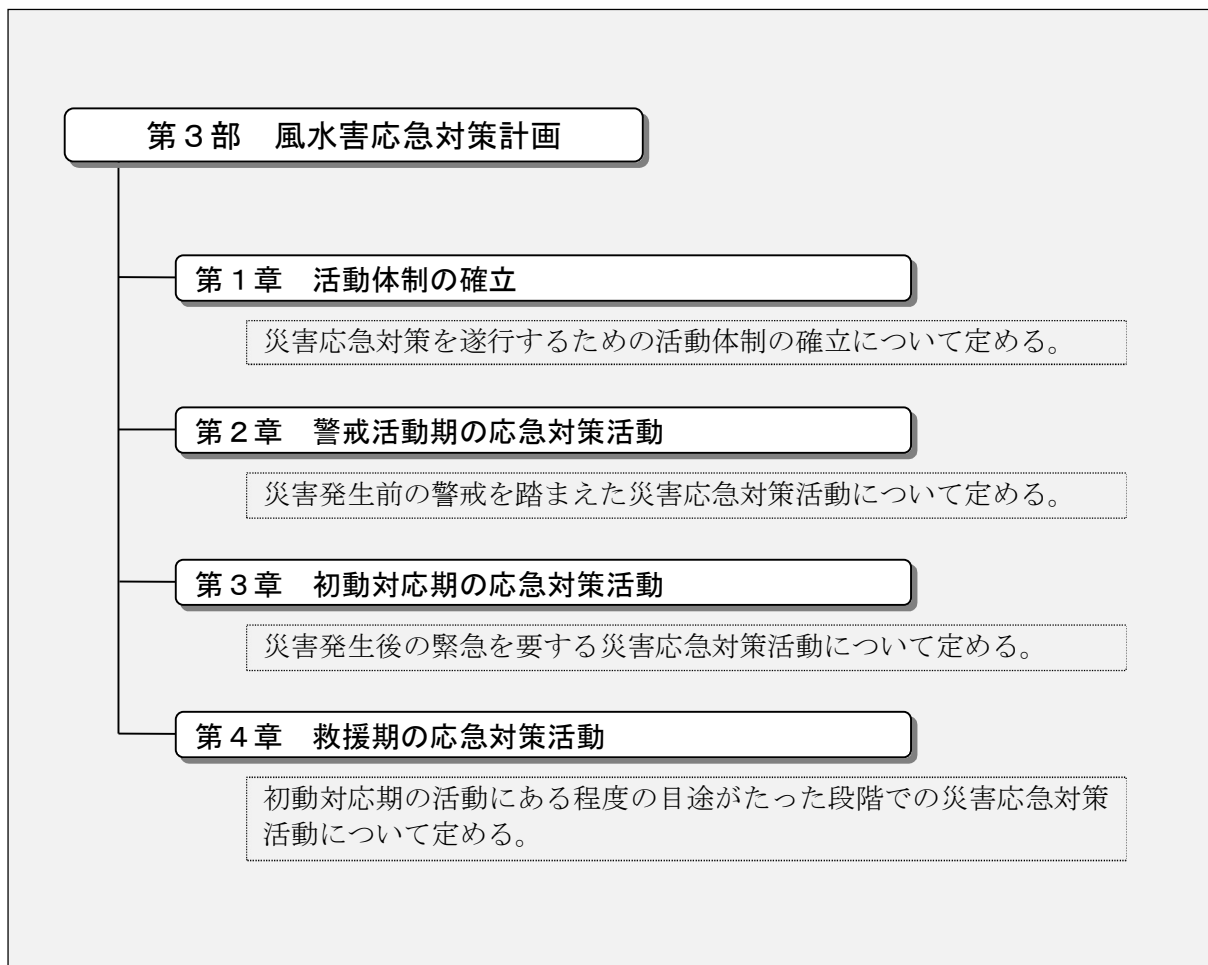 第３部　風水害応急対策計画
第１章　活動体制の確立
災害応急対策を遂行するための活動体制の確立について定める。
第２章　警戒活動期の応急対策活動
災害発生前の警戒を踏まえた災害応急対策活動について定める。
第３章　初動対応期の応急対策活動
災害発生後の緊急を要する災害応急対策活動について定める。
第４章　救援期の応急対策活動
初動対応期の活動にある程度の目途がたった段階での災害応急対策
活動について定める。